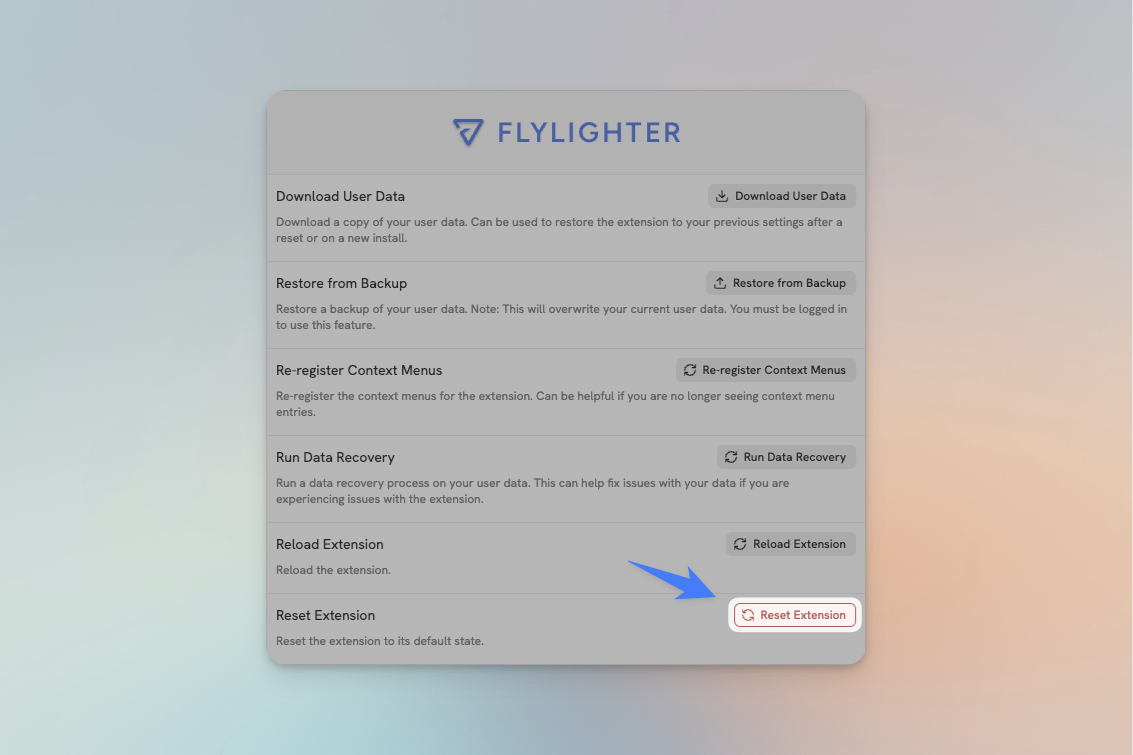 FLYLIGHTER
Download User Data
Download User Data
Download a copy of your user data. Can be used to restore the extension to your previous settings after a
reset or on a new install.
Restore from Backup
Restore from Backup
Restore a backup of your user data. Note: This will overwrite your current user data. You must be logged in
to use this feature.
Re-register Context Menus
Re-register Context Menus
Re-register the context menus for the extension. Can be helpful if you are no longer seeing context menu
entries.
Run Data Recovery
Run Data Recovery
Run a data recovery process on your user data. This can help fix issues with your data if you are
experiencing issues with the extension.
Reload Extension
Reload Extension
Reload the extension.
Reset Extension
Reset Extension
Reset the extension to its default state.